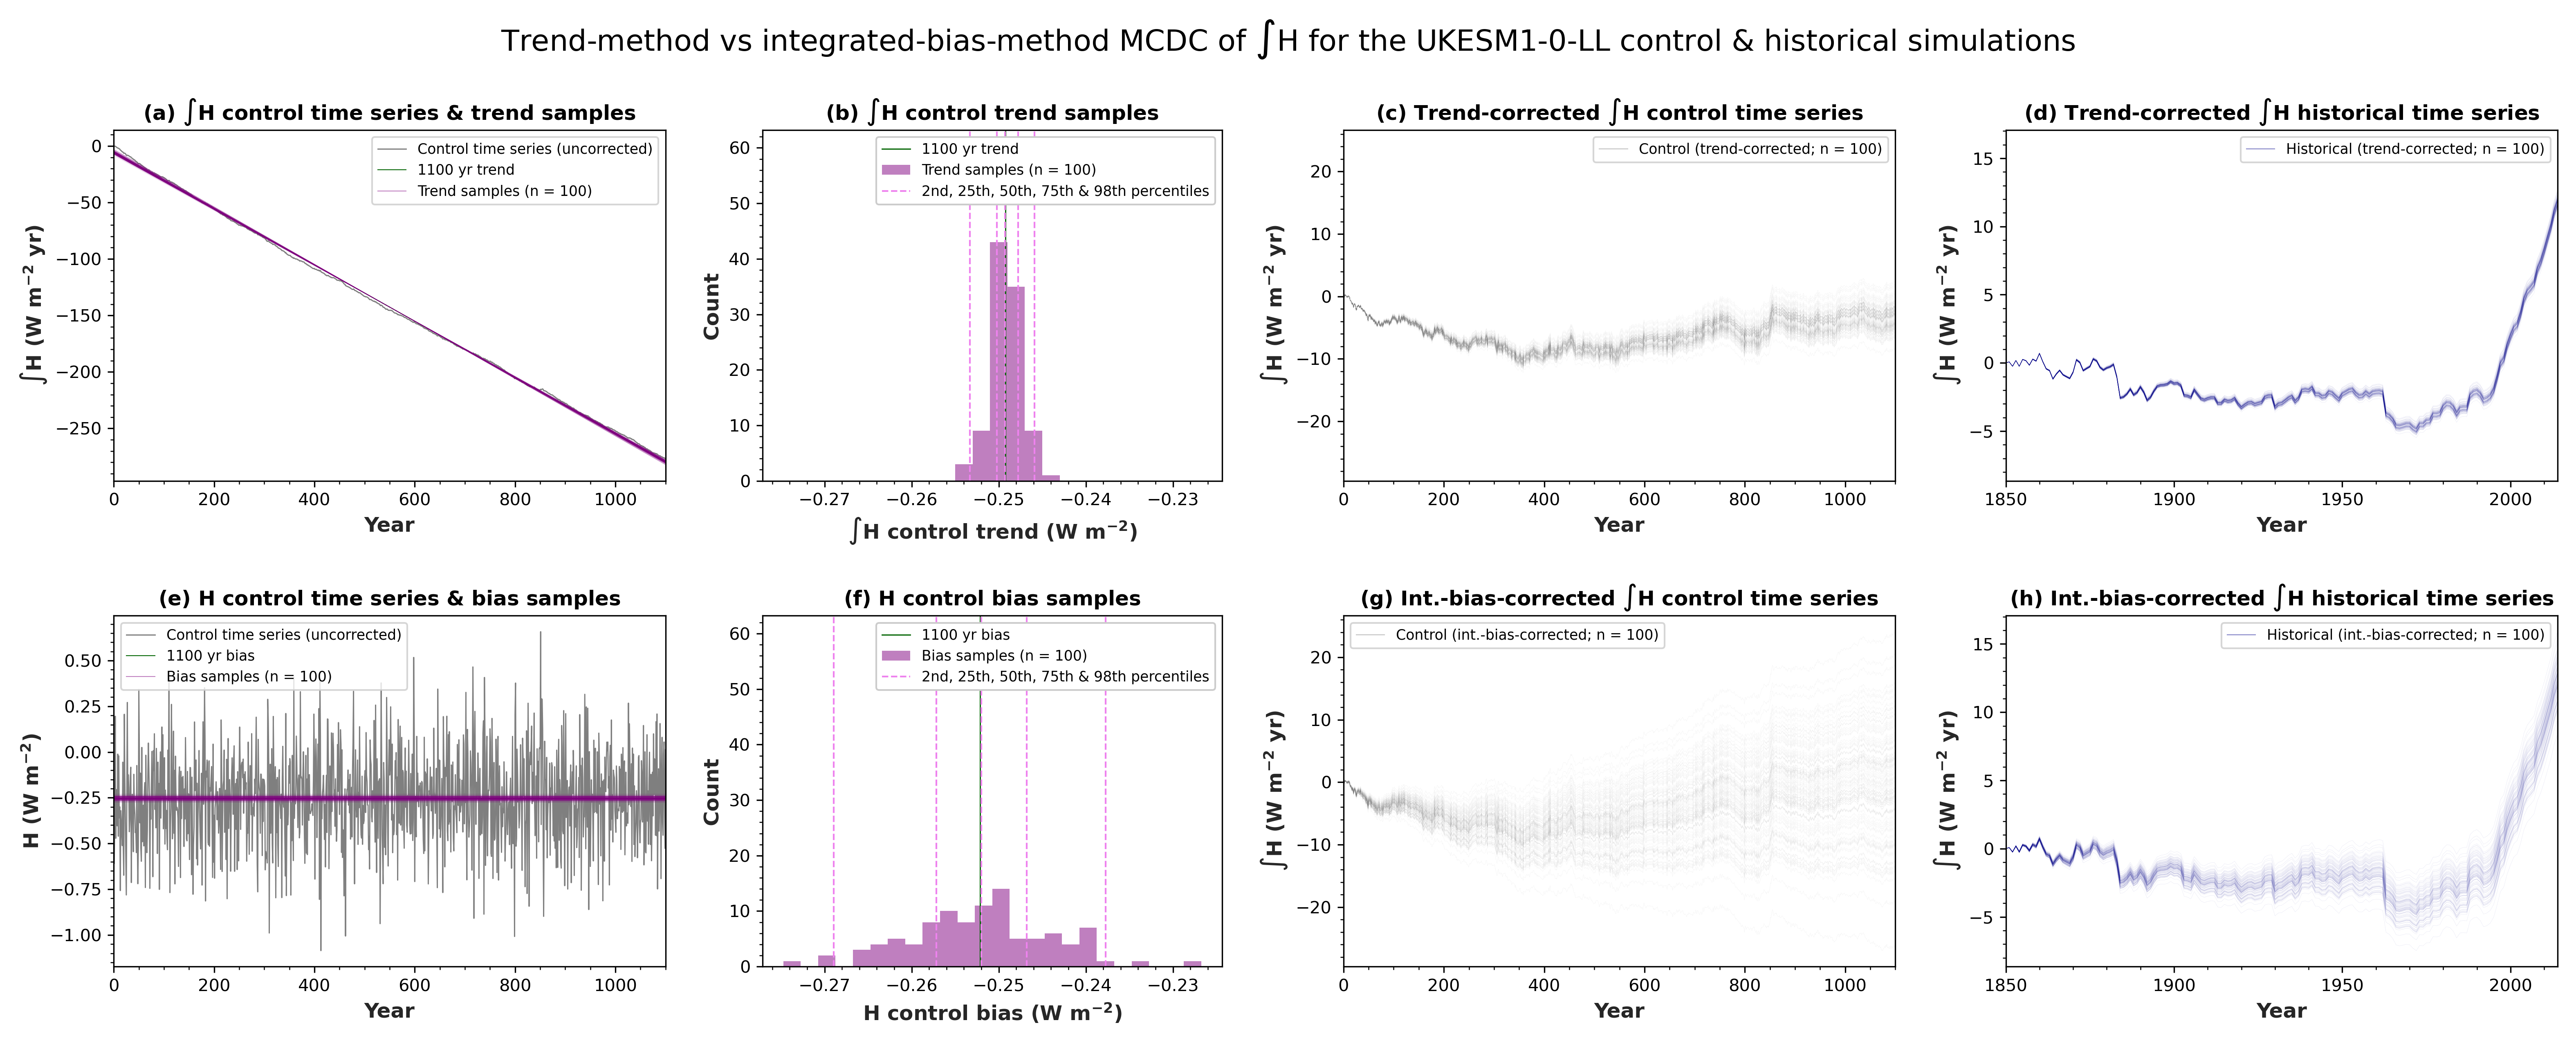 Trend-method vs integrated-bias-method MCDC of ∫H for the UKESM1-0-LL control & historical simulations
(a) ∫H control time series & trend samples
Control time series (uncorrected)
1100 yr trend
Trend samples (n = 100)
∫H (W m⁻² yr)
0
−50
−100
−150
−200
−250
0 200 400 600 800 1000
Year
(b) ∫H control trend samples
1100 yr trend
Trend samples (n = 100)
2nd, 25th, 50th, 75th & 98th percentiles
Count
60
50
40
30
20
10
0
−0.27 −0.26 −0.25 −0.24 −0.23
∫H control trend (W m⁻²)
(c) Trend-corrected ∫H control time series
Control (trend-corrected; n = 100)
∫H (W m⁻² yr)
20
10
0
−10
−20
0 200 400 600 800 1000
Year
(d) Trend-corrected ∫H historical time series
Historical (trend-corrected; n = 100)
∫H (W m⁻² yr)
15
10
5
0
−5
1850 1900 1950 2000
Year
(e) H control time series & bias samples
Control time series (uncorrected)
1100 yr bias
Bias samples (n = 100)
H (W m⁻²)
0.50
0.25
0.00
−0.25
−0.50
−0.75
−1.00
0 200 400 600 800 1000
Year
(f) H control bias samples
1100 yr bias
Bias samples (n = 100)
2nd, 25th, 50th, 75th & 98th percentiles
Count
60
50
40
30
20
10
0
−0.27 −0.26 −0.25 −0.24 −0.23
H control bias (W m⁻²)
(g) Int.-bias-corrected ∫H control time series
Control (int.-bias-corrected; n = 100)
∫H (W m⁻² yr)
20
10
0
−10
−20
0 200 400 600 800 1000
Year
(h) Int.-bias-corrected ∫H historical time series
Historical (int.-bias-corrected; n = 100)
∫H (W m⁻² yr)
15
10
5
0
−5
1850 1900 1950 2000
Year